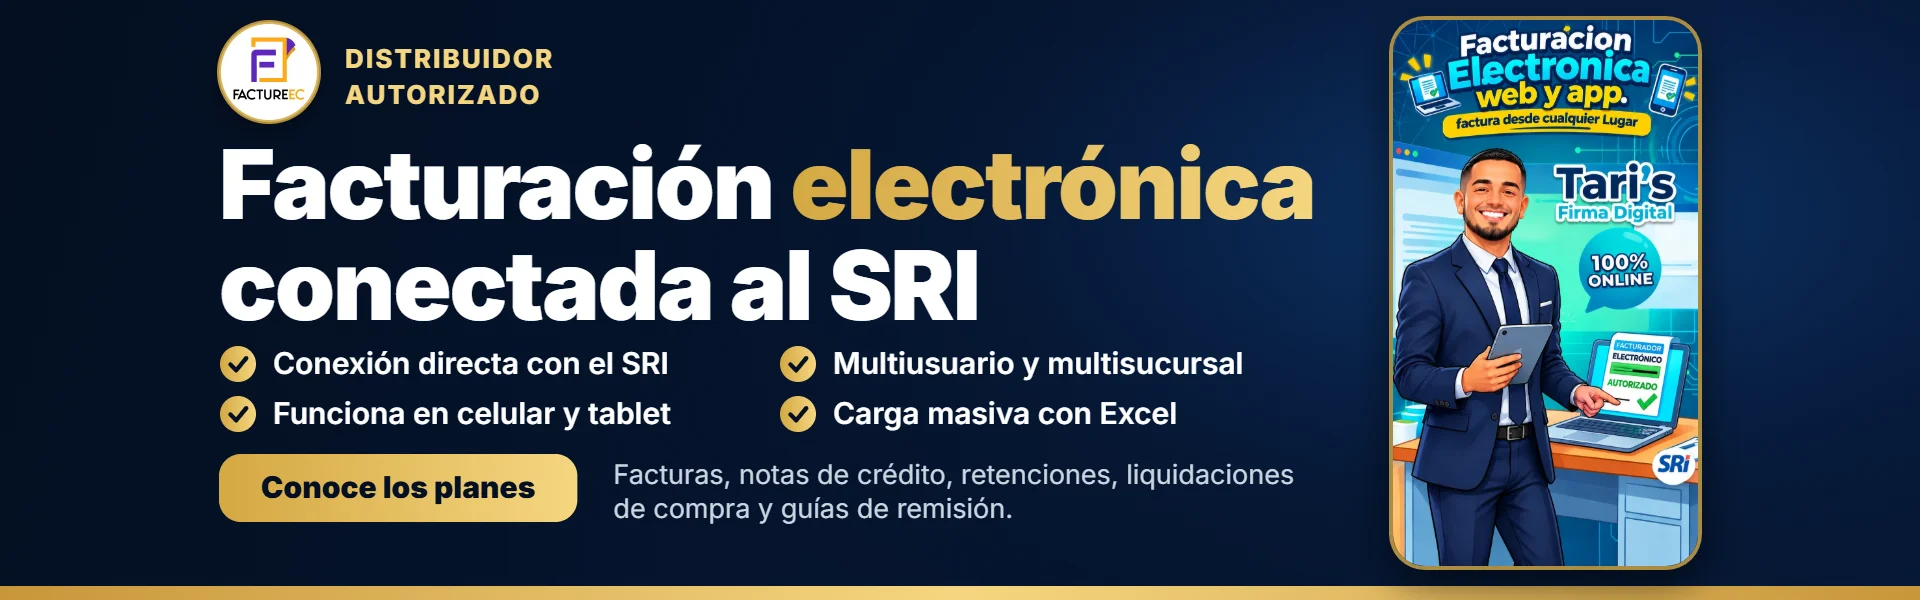 FACTUREEC
DISTRIBUIDOR
AUTORIZADO
Facturación electrónica
conectada al SRI
Conexión directa con el SRI
Multiusuario y multisucursal
Funciona en celular y tablet
Carga masiva con Excel
Conoce los planes
Facturas, notas de crédito, retenciones, liquidaciones
de compra y guías de remisión.
Facturacion
Electronica
web y app.
factura desde cualquier Lugar
Tari's
Firma Digital
100%
ONLINE
FACTURADOR
ELECTRÓNICO
AUTORIZADO
SRi